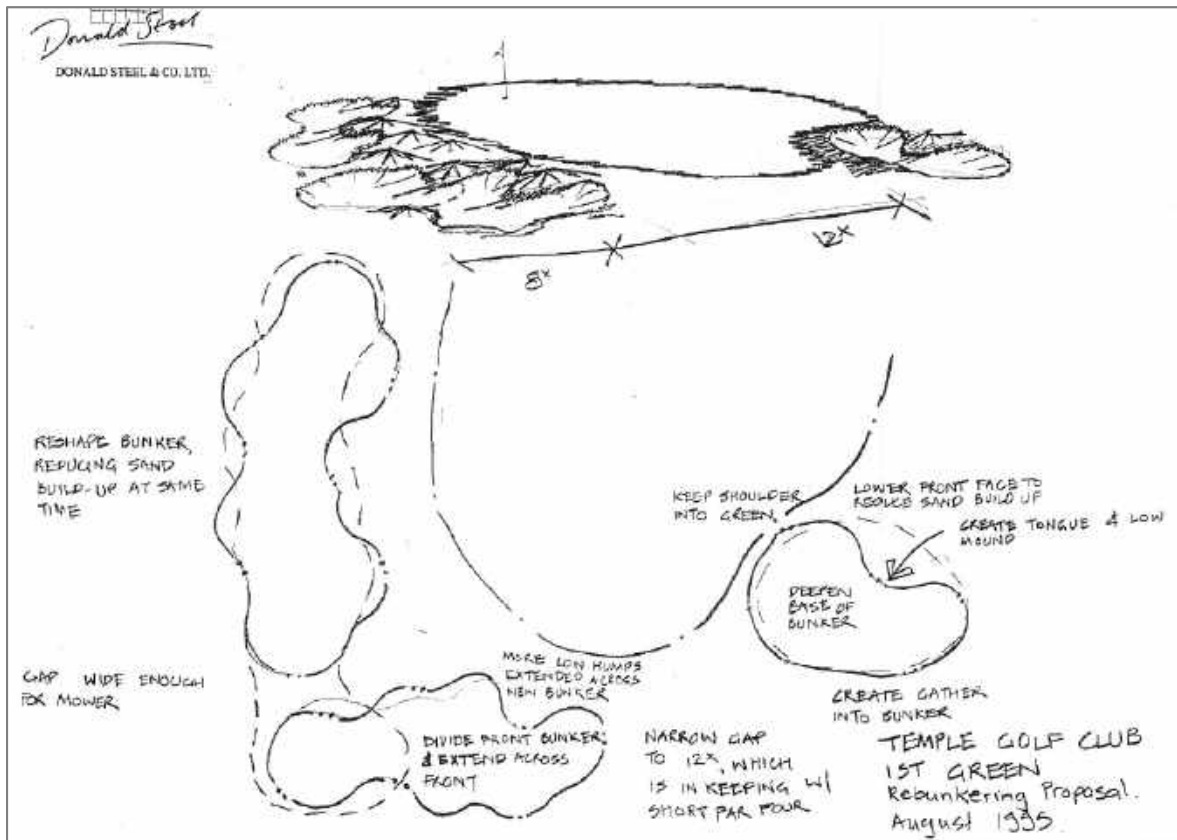 Donald Steel
DONALD STEEL & CO. LTD.
8x
12x
RESHAPE BUNKER,
REDUCING SAND
BUILD-UP AT SAME
TIME
KEEP SHOULDER
INTO GREEN
LOWER FRONT FACE TO
REDUCE SAND BUILD UP
CREATE TONGUE & LOW
MOUND
DEEPEN
BASE OF
BUNKER
GAP WIDE ENOUGH
FOR MOWER
MORE LOW HUMPS
EXTENDED ACROSS
NEW BUNKER
CREATE GATHER
INTO BUNKER
DIVIDE FRONT BUNKER
& EXTEND ACROSS
FRONT
NARROW GAP
TO 12x, WHICH
IS IN KEEPING W/
SHORT PAR FOUR
TEMPLE GOLF CLUB
1ST GREEN
Rebunkering Proposal.
August 1995